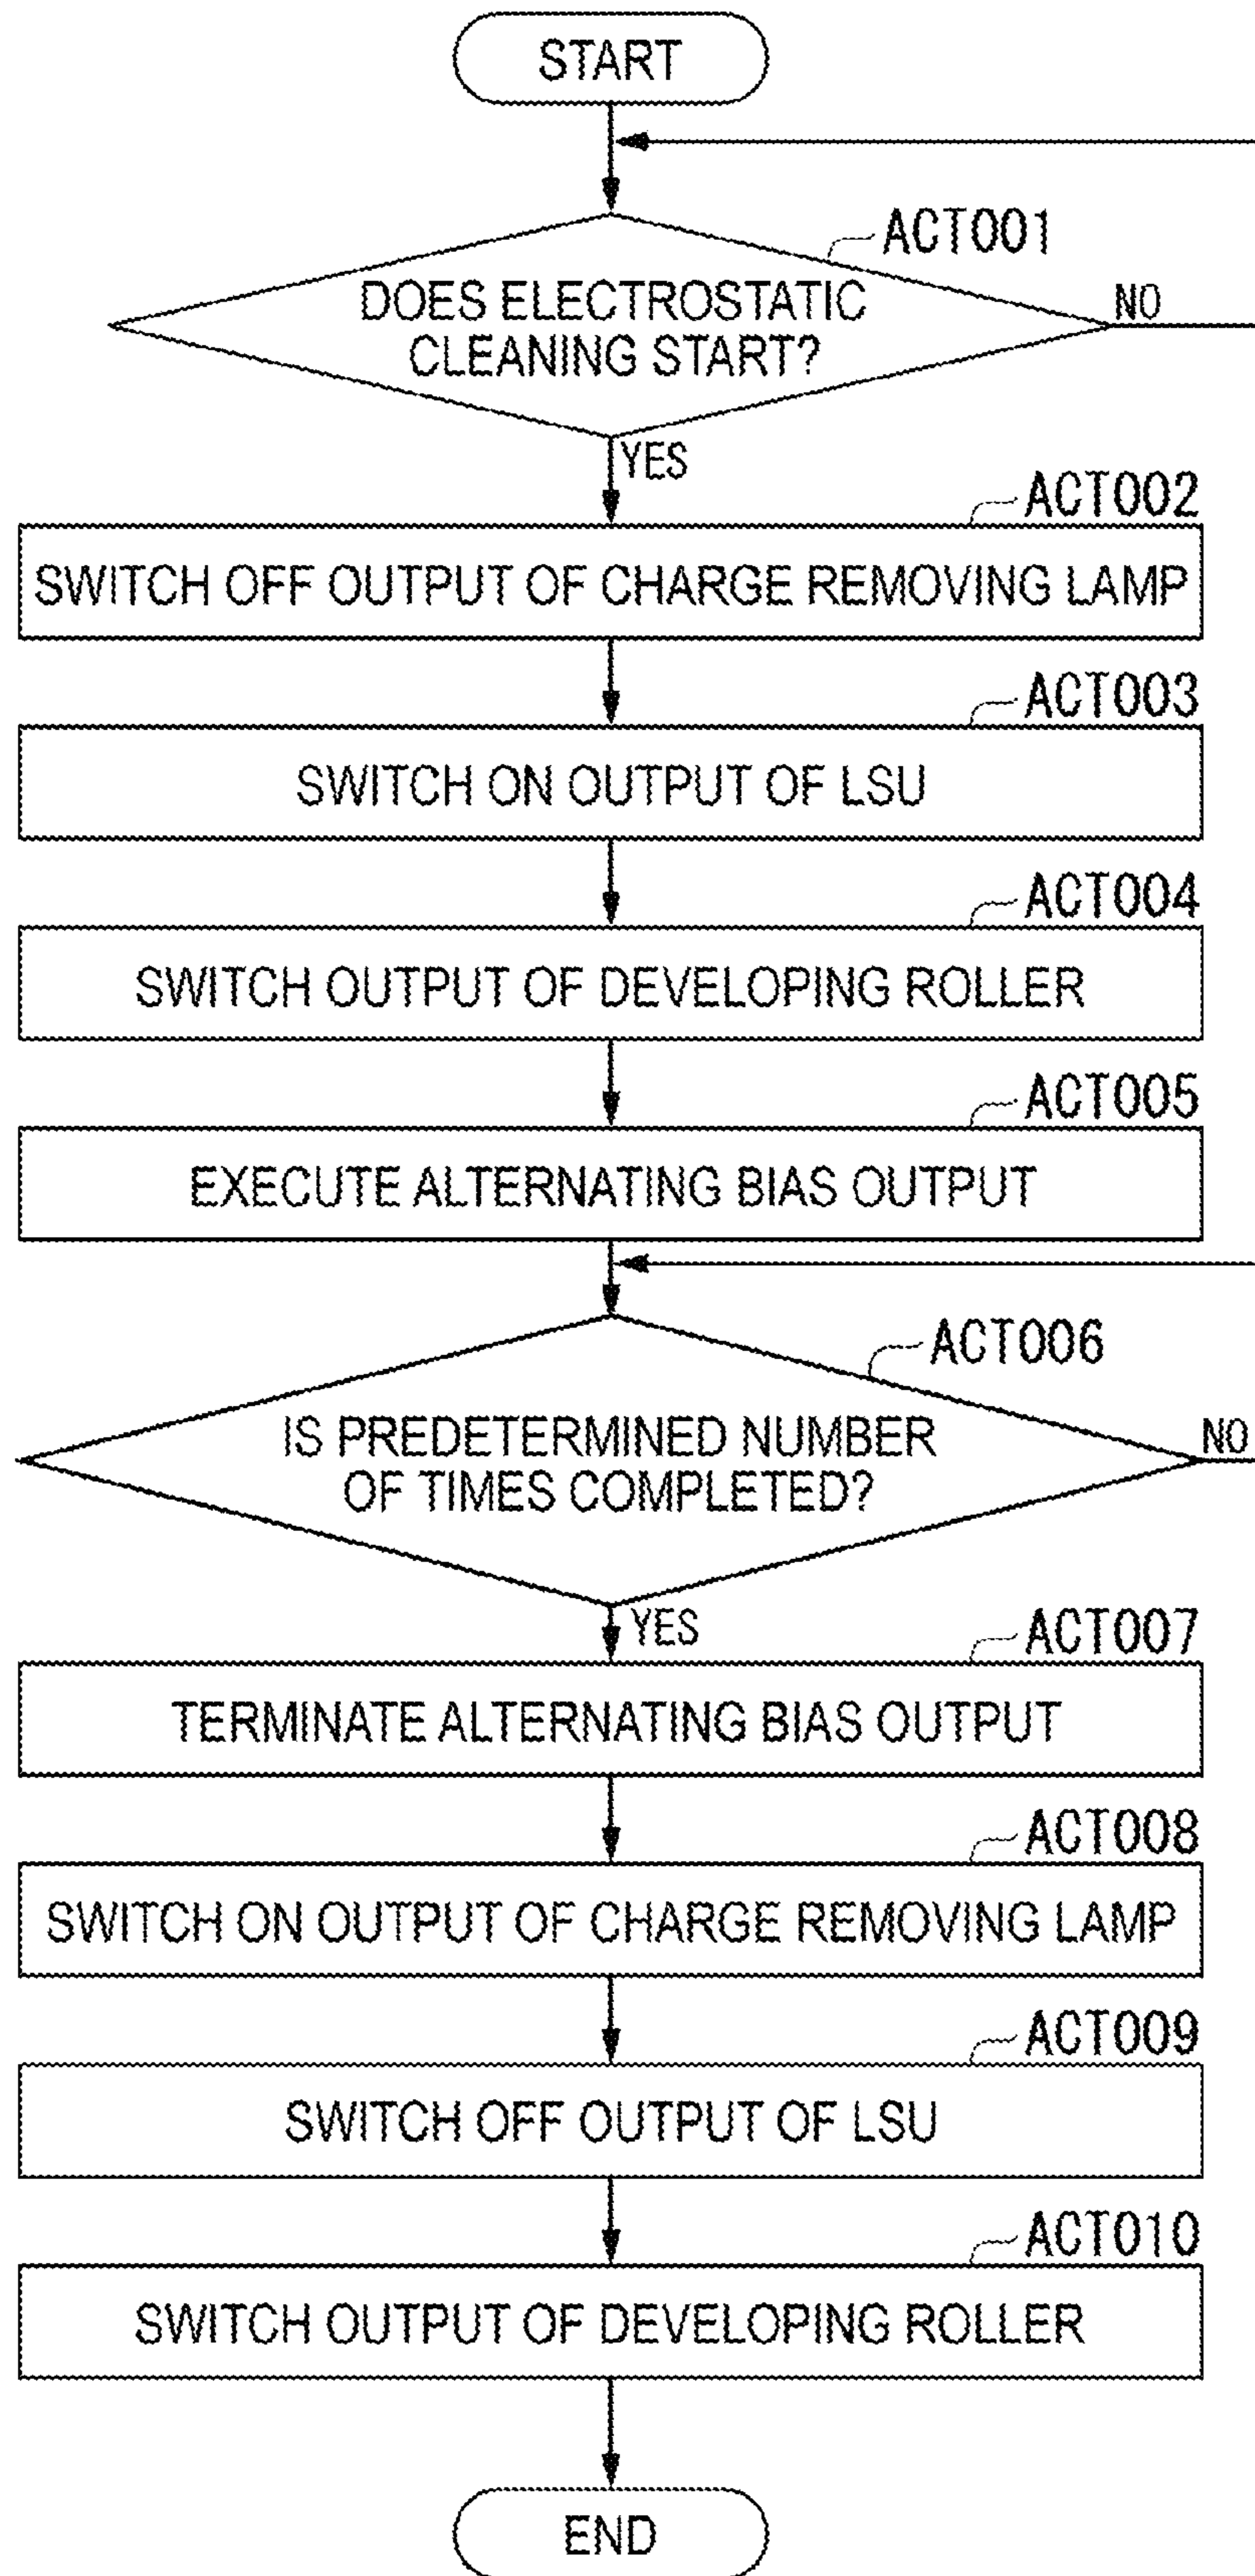 START
ACT001
DOES ELECTROSTATIC
CLEANING START?
NO
YES
ACT002
SWITCH OFF OUTPUT OF CHARGE REMOVING LAMP
ACT003
SWITCH ON OUTPUT OF LSU
ACT004
SWITCH OUTPUT OF DEVELOPING ROLLER
ACT005
EXECUTE ALTERNATING BIAS OUTPUT
ACT006
IS PREDETERMINED NUMBER
OF TIMES COMPLETED?
NO
YES
ACT007
TERMINATE ALTERNATING BIAS OUTPUT
ACT008
SWITCH ON OUTPUT OF CHARGE REMOVING LAMP
ACT009
SWITCH OFF OUTPUT OF LSU
ACT010
SWITCH OUTPUT OF DEVELOPING ROLLER
END